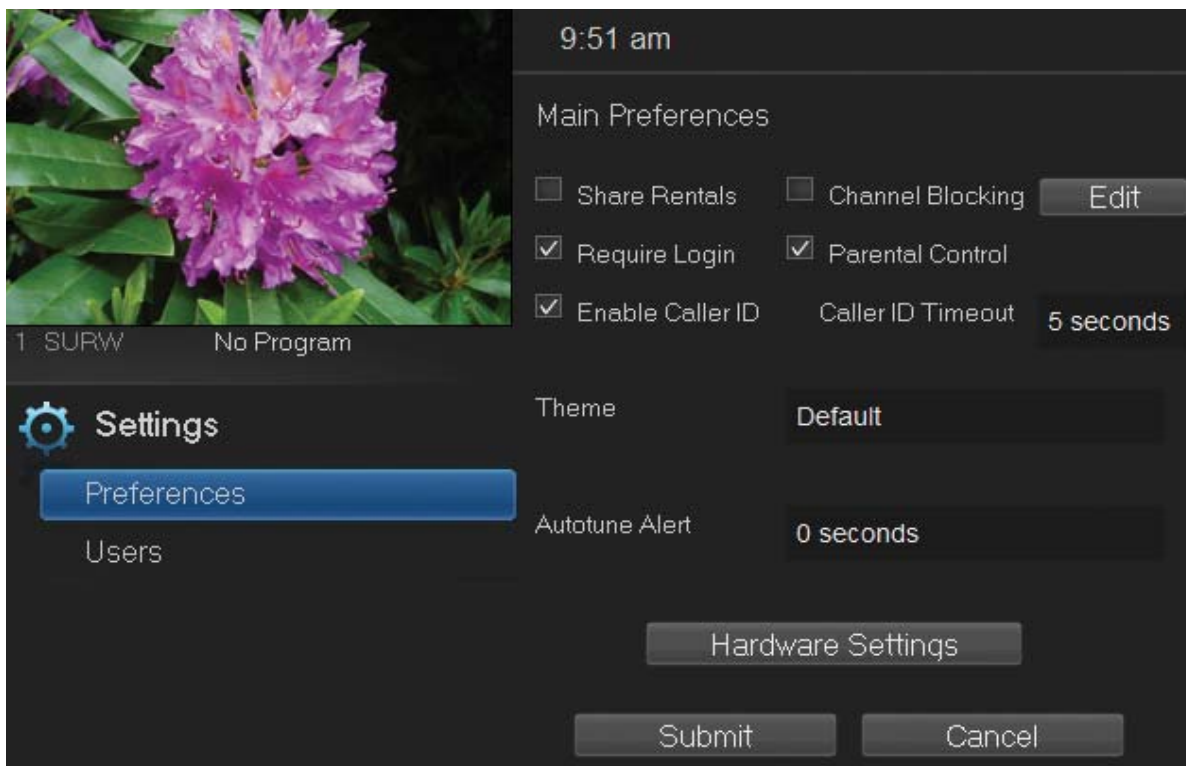 9:51 am
Main Preferences
Share Rentals Channel Blocking Edit
Require Login Parental Control
Enable Caller ID Caller ID Timeout 5 seconds
1 SURW No Program
Theme Default
Settings
Preferences
Autotune Alert 0 seconds
Users
Hardware Settings
Submit Cancel